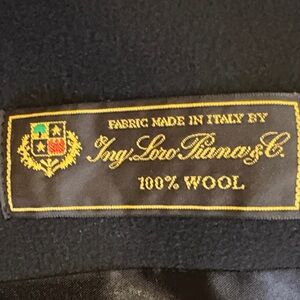 FABRIC MADE IN ITALY BY
Ing. Loro Piana & C.
100% WOOL